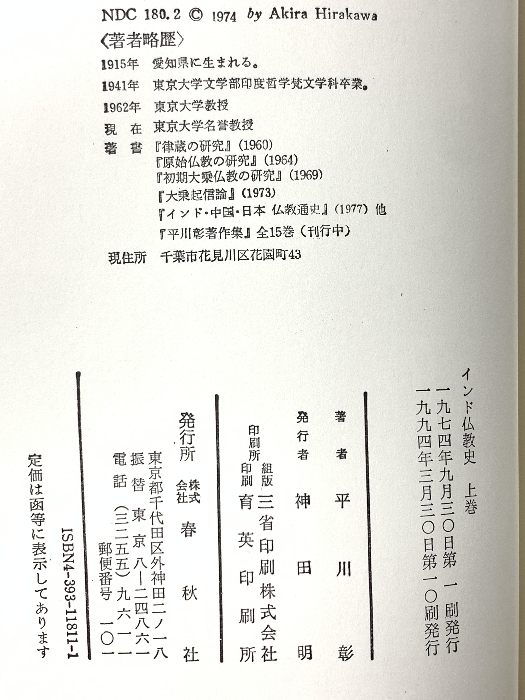 NDC 180.2 © 1974 by Akira Hirakawa
〈著者略歴〉
1915年 愛知県に生まれる。
1941年 東京大学文学部印度哲学梵文学科卒業。
1962年 東京大学教授
現在 東京大学名誉教授
著書 『律蔵の研究』(1960)
『原始仏教の研究』(1964)
『初期大乗仏教の研究』(1969)
『大乗起信論』(1973)
『インド・中国・日本 仏教通史』(1977) 他
『平川彰著作集』全15巻(刊行中)
現住所 千葉市花見川区花園町43
インド仏教史 上巻
一九七四年九月三〇日第一刷発行
一九九四年三月三〇日第一〇刷発行
著者 平川彰
発行者 神田明
印刷所 組版 三省印刷株式会社
印刷 育英印刷所
発行所 株式会社 春秋社
東京都千代田区外神田二ノ一八
振替東京八―二四八六一
電話(三二五五)九六一一
郵便番号 一〇一
ISBN4-393-11811-1
定価は函等に表示してあります